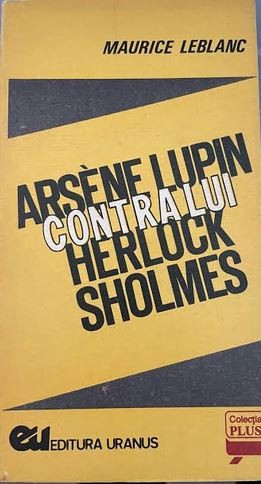 MAURICE LEBLANC
ARSÈNE LUPIN
CONTRA LUI
HERLOCK
SHOLMES
eu EDITURA URANUS
Colecția
PLUS